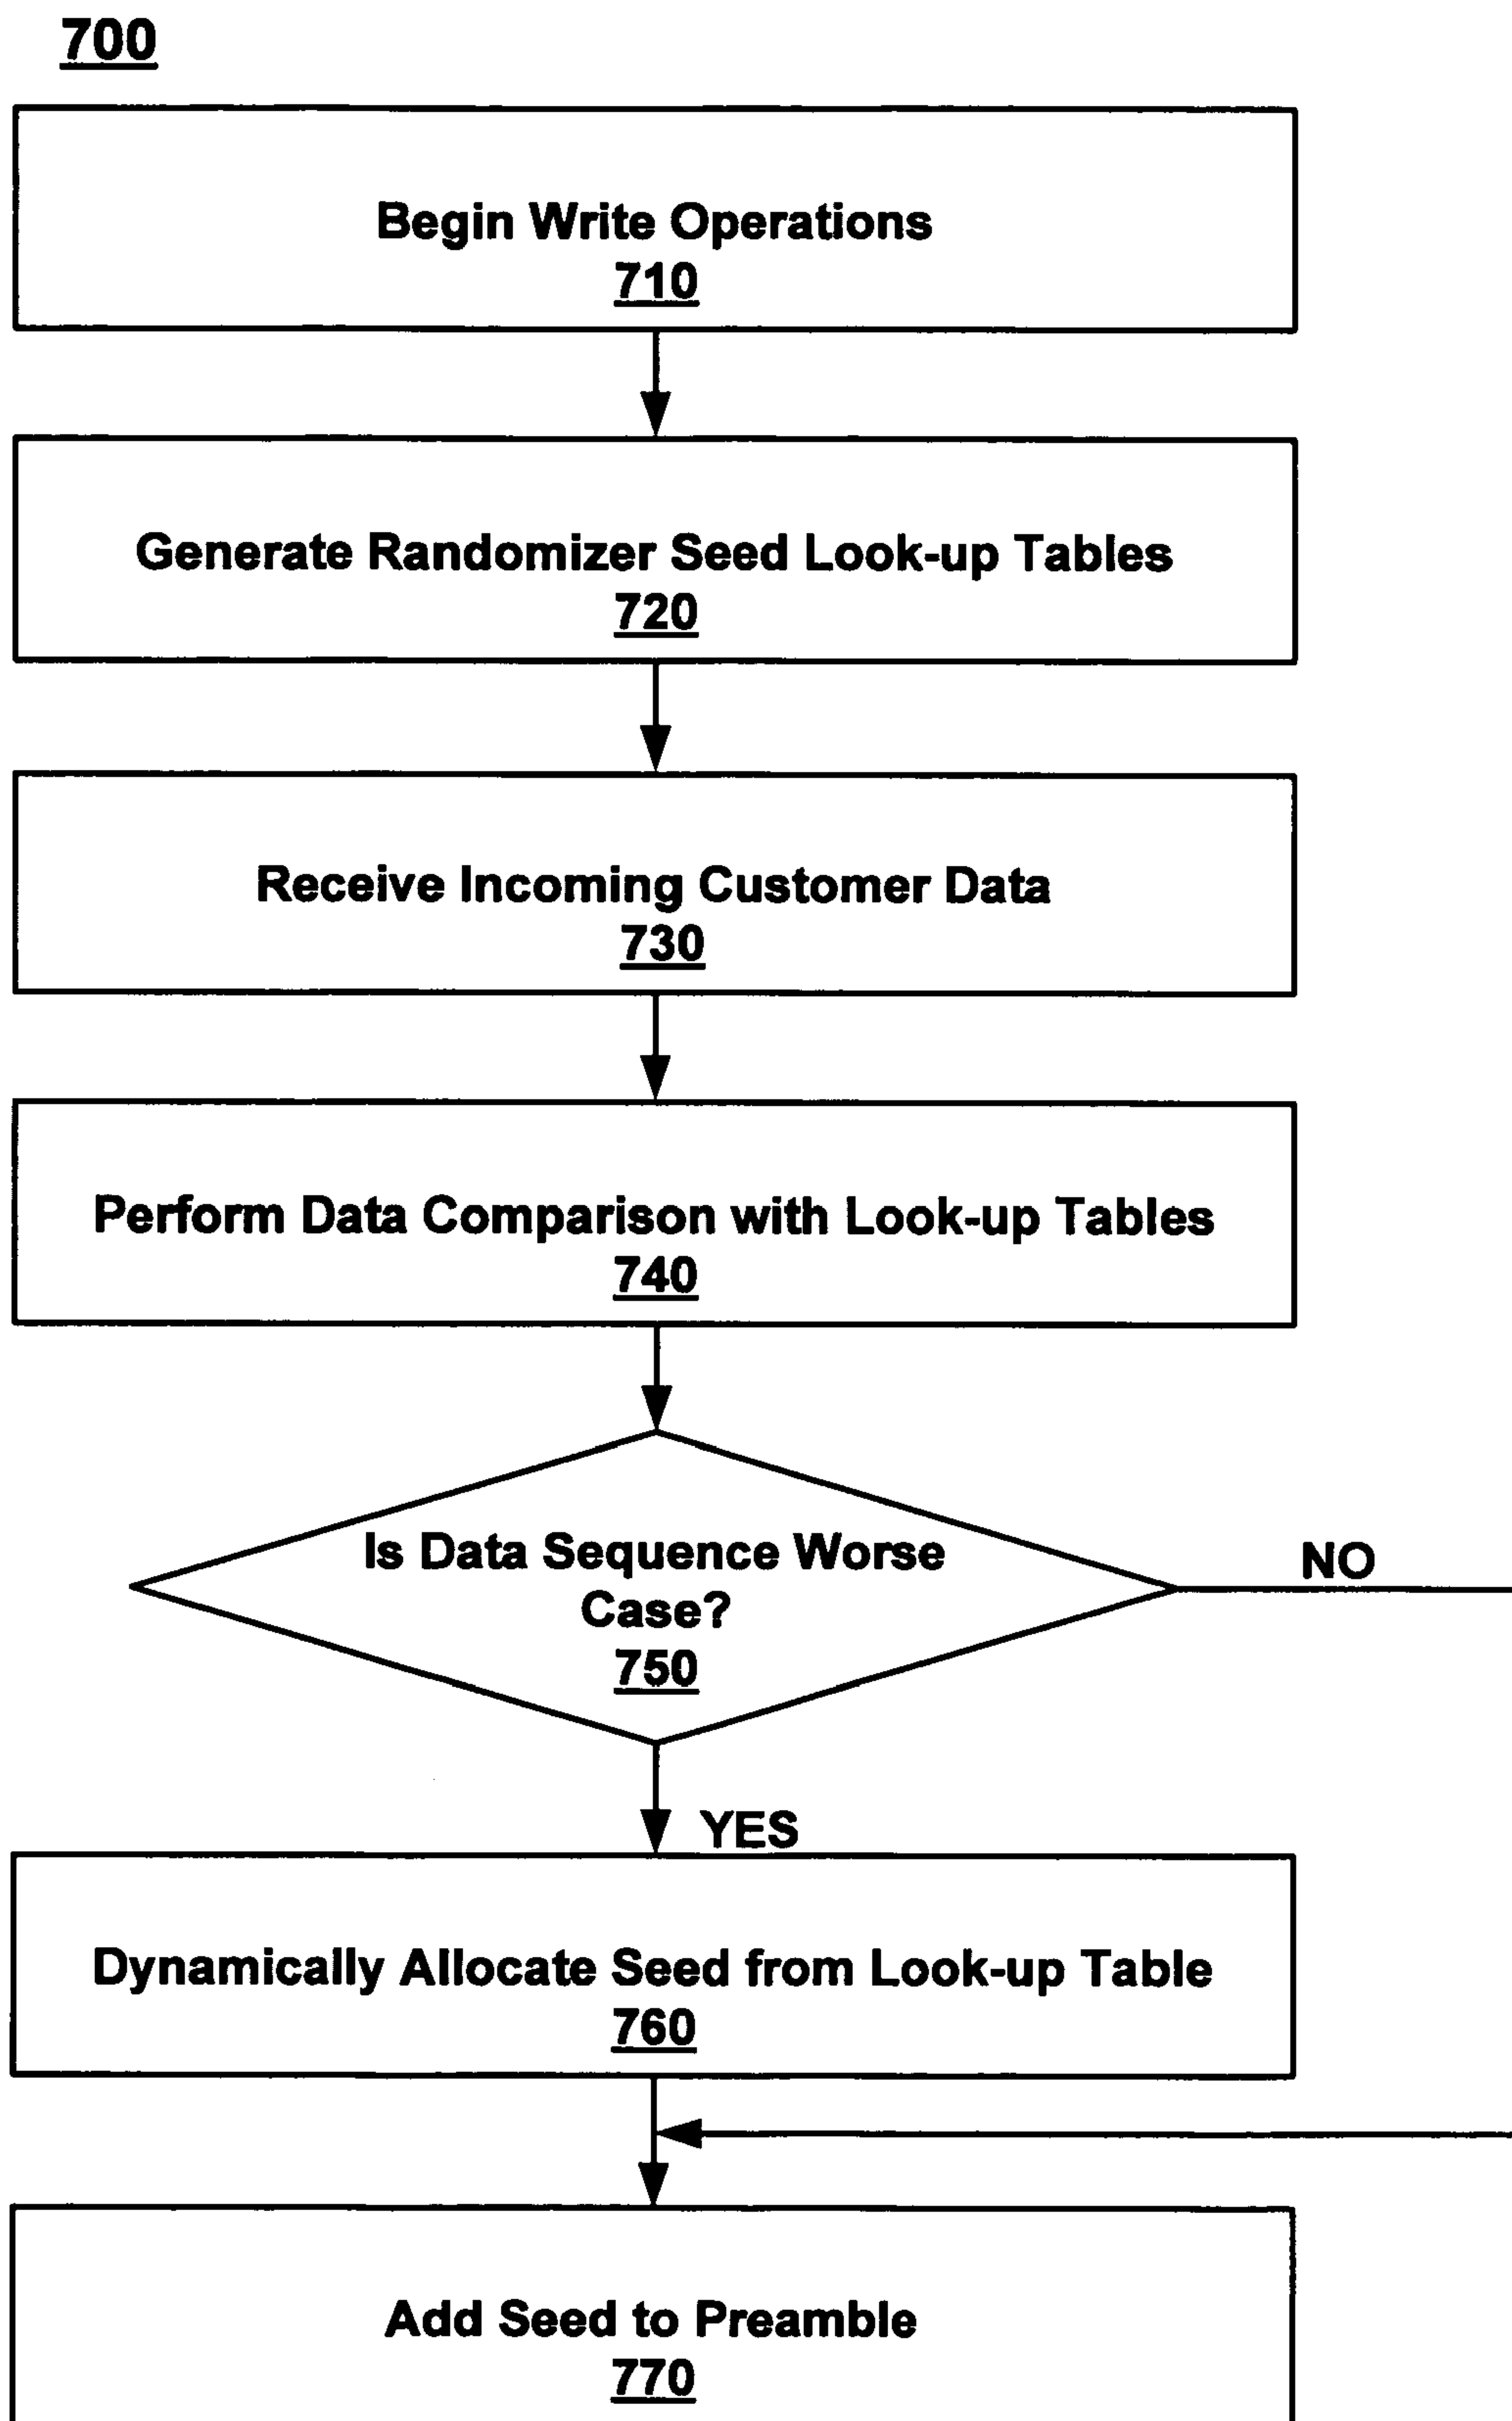 700
Begin Write Operations
710
Generate Randomizer Seed Look-up Tables
720
Receive Incoming Customer Data
730
Perform Data Comparison with Look-up Tables
740
Is Data Sequence Worse
Case?
750
NO
YES
Dynamically Allocate Seed from Look-up Table
760
Add Seed to Preamble
770